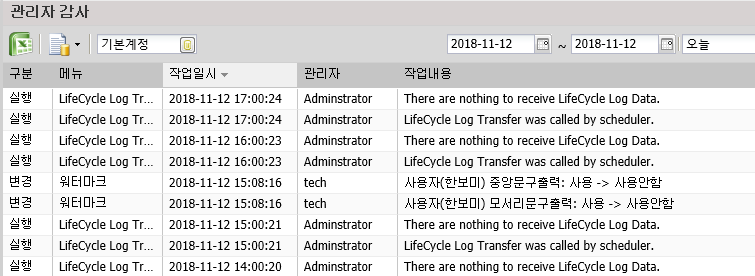 관리자 감사
기본계정 2018-11-12 ~ 2018-11-12 오늘
구분 메뉴 작업일시 관리자 작업내용
실행 LifeCycle Log Tr... 2018-11-12 17:00:24 Adminstrator There are nothing to receive LifeCycle Log Data.
실행 LifeCycle Log Tr... 2018-11-12 17:00:24 Adminstrator LifeCycle Log Transfer was called by scheduler.
실행 LifeCycle Log Tr... 2018-11-12 16:00:23 Adminstrator There are nothing to receive LifeCycle Log Data.
실행 LifeCycle Log Tr... 2018-11-12 16:00:23 Adminstrator LifeCycle Log Transfer was called by scheduler.
변경 워터마크 2018-11-12 15:08:16 tech 사용자(한보미) 중앙문구출력: 사용 -> 사용안함
변경 워터마크 2018-11-12 15:08:16 tech 사용자(한보미) 모서리문구출력: 사용 -> 사용안함
실행 LifeCycle Log Tr... 2018-11-12 15:00:21 Adminstrator There are nothing to receive LifeCycle Log Data.
실행 LifeCycle Log Tr... 2018-11-12 15:00:21 Adminstrator LifeCycle Log Transfer was called by scheduler.
실행 LifeCycle Log Tr... 2018-11-12 14:00:20 Adminstrator There are nothing to receive LifeCycle Log Data.